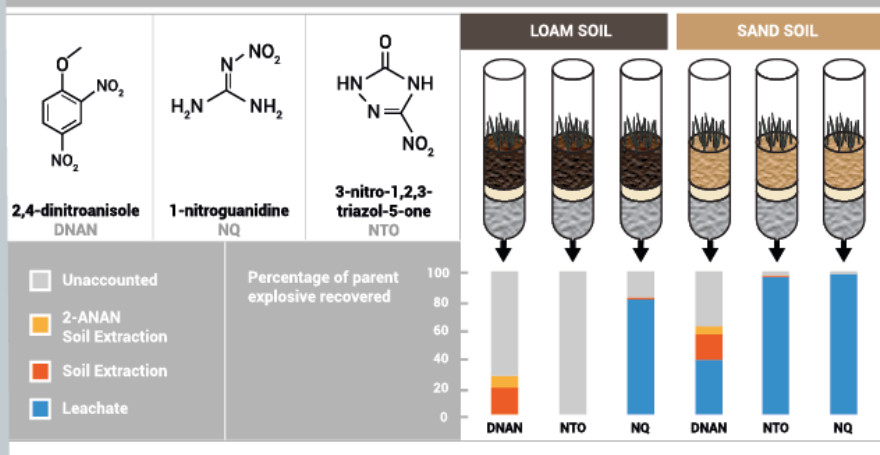 LOAM SOIL
SAND SOIL
O
NO₂
NO₂
N
NO₂
H₂N
NH₂
O
HN
NH
N
NO₂
2,4-dinitroanisole
DNAN
1-nitroguanidine
NQ
3-nitro-1,2,3-
triazol-5-one
NTO
Unaccounted
2-ANAN
Soil Extraction
Soil Extraction
Leachate
Percentage of parent
explosive recovered
100
80
60
40
20
0
DNAN
NTO
NQ
DNAN
NTO
NQ